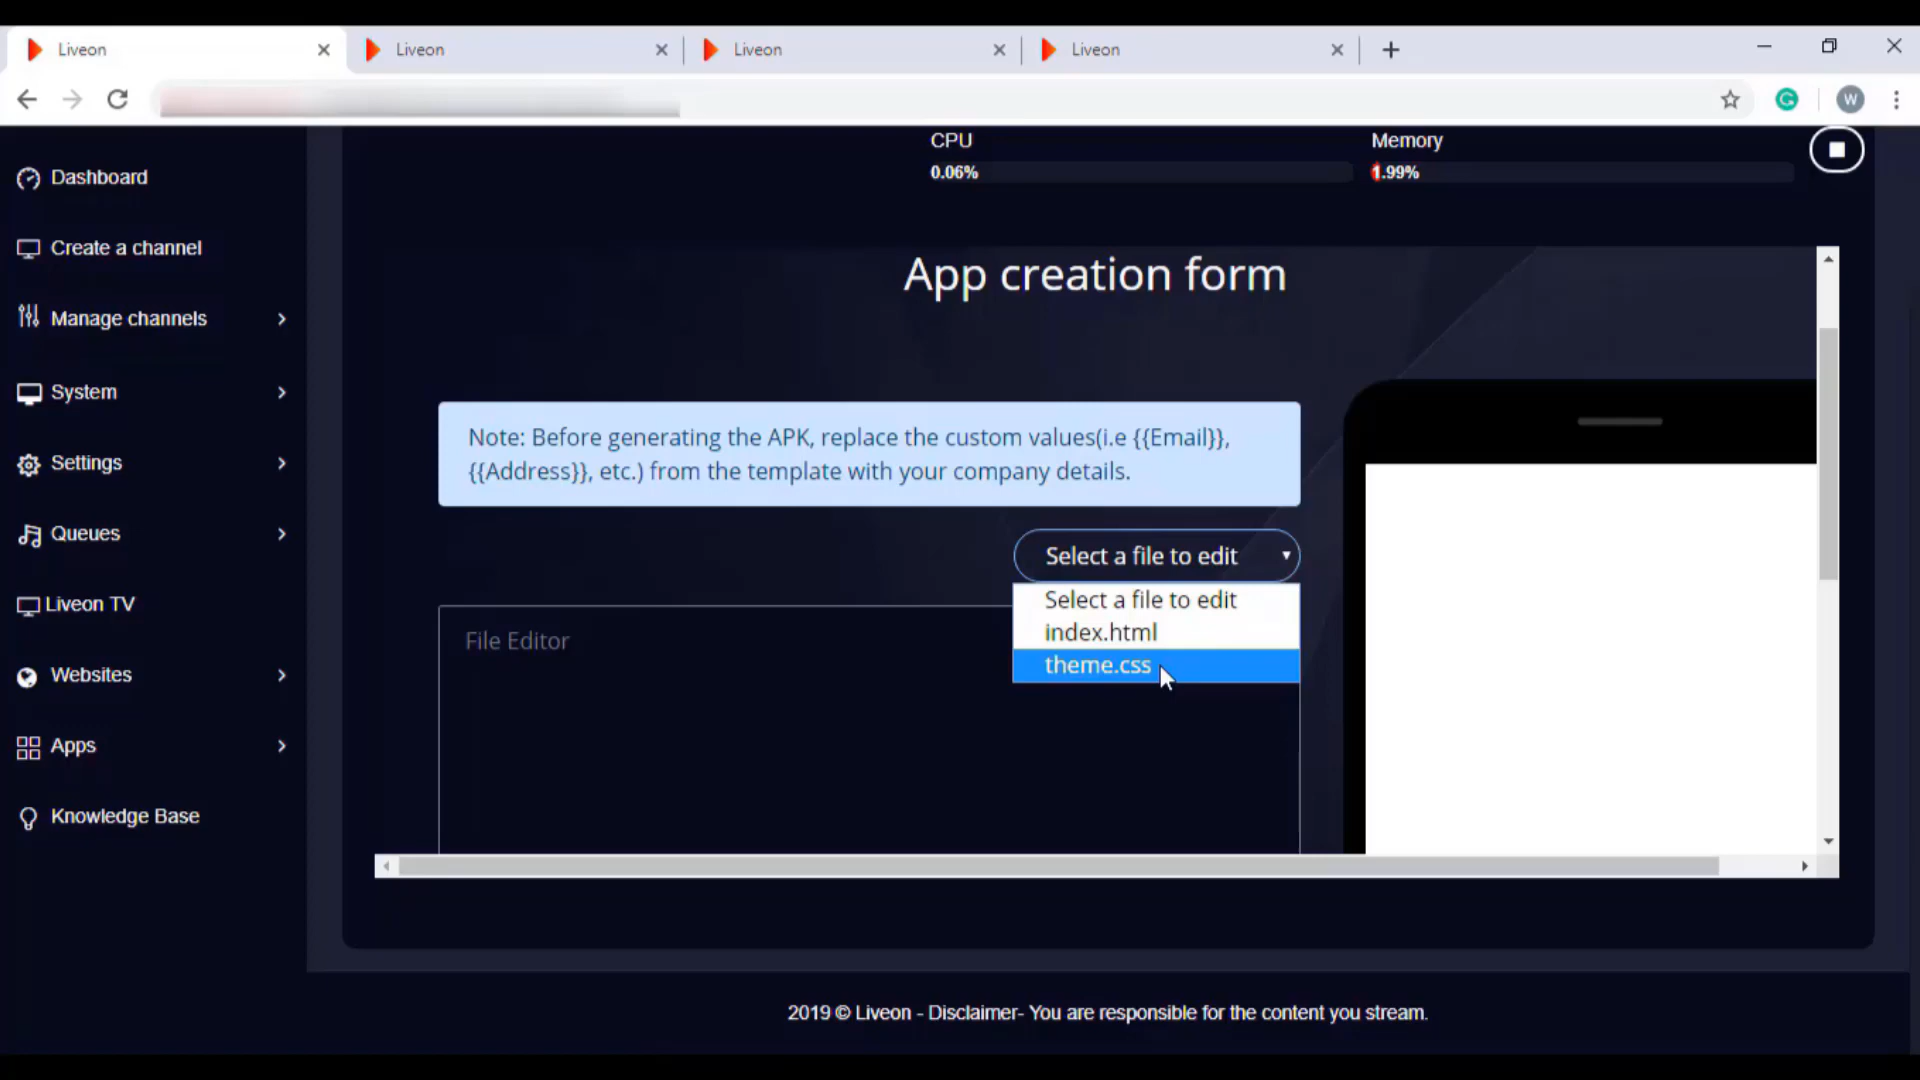 Liveon
Liveon
Liveon
Liveon
W
CPU
0.06%
Memory
1.99%
Dashboard
Create a channel
Manage channels
System
Settings
Queues
Liveon TV
Websites
Apps
Knowledge Base
App creation form
Note: Before generating the APK, replace the custom values(i.e {{Email}},
{{Address}}, etc.) from the template with your company details.
Select a file to edit
Select a file to edit
index.html
theme.css
File Editor
2019 © Liveon - Disclaimer- You are responsible for the content you stream.